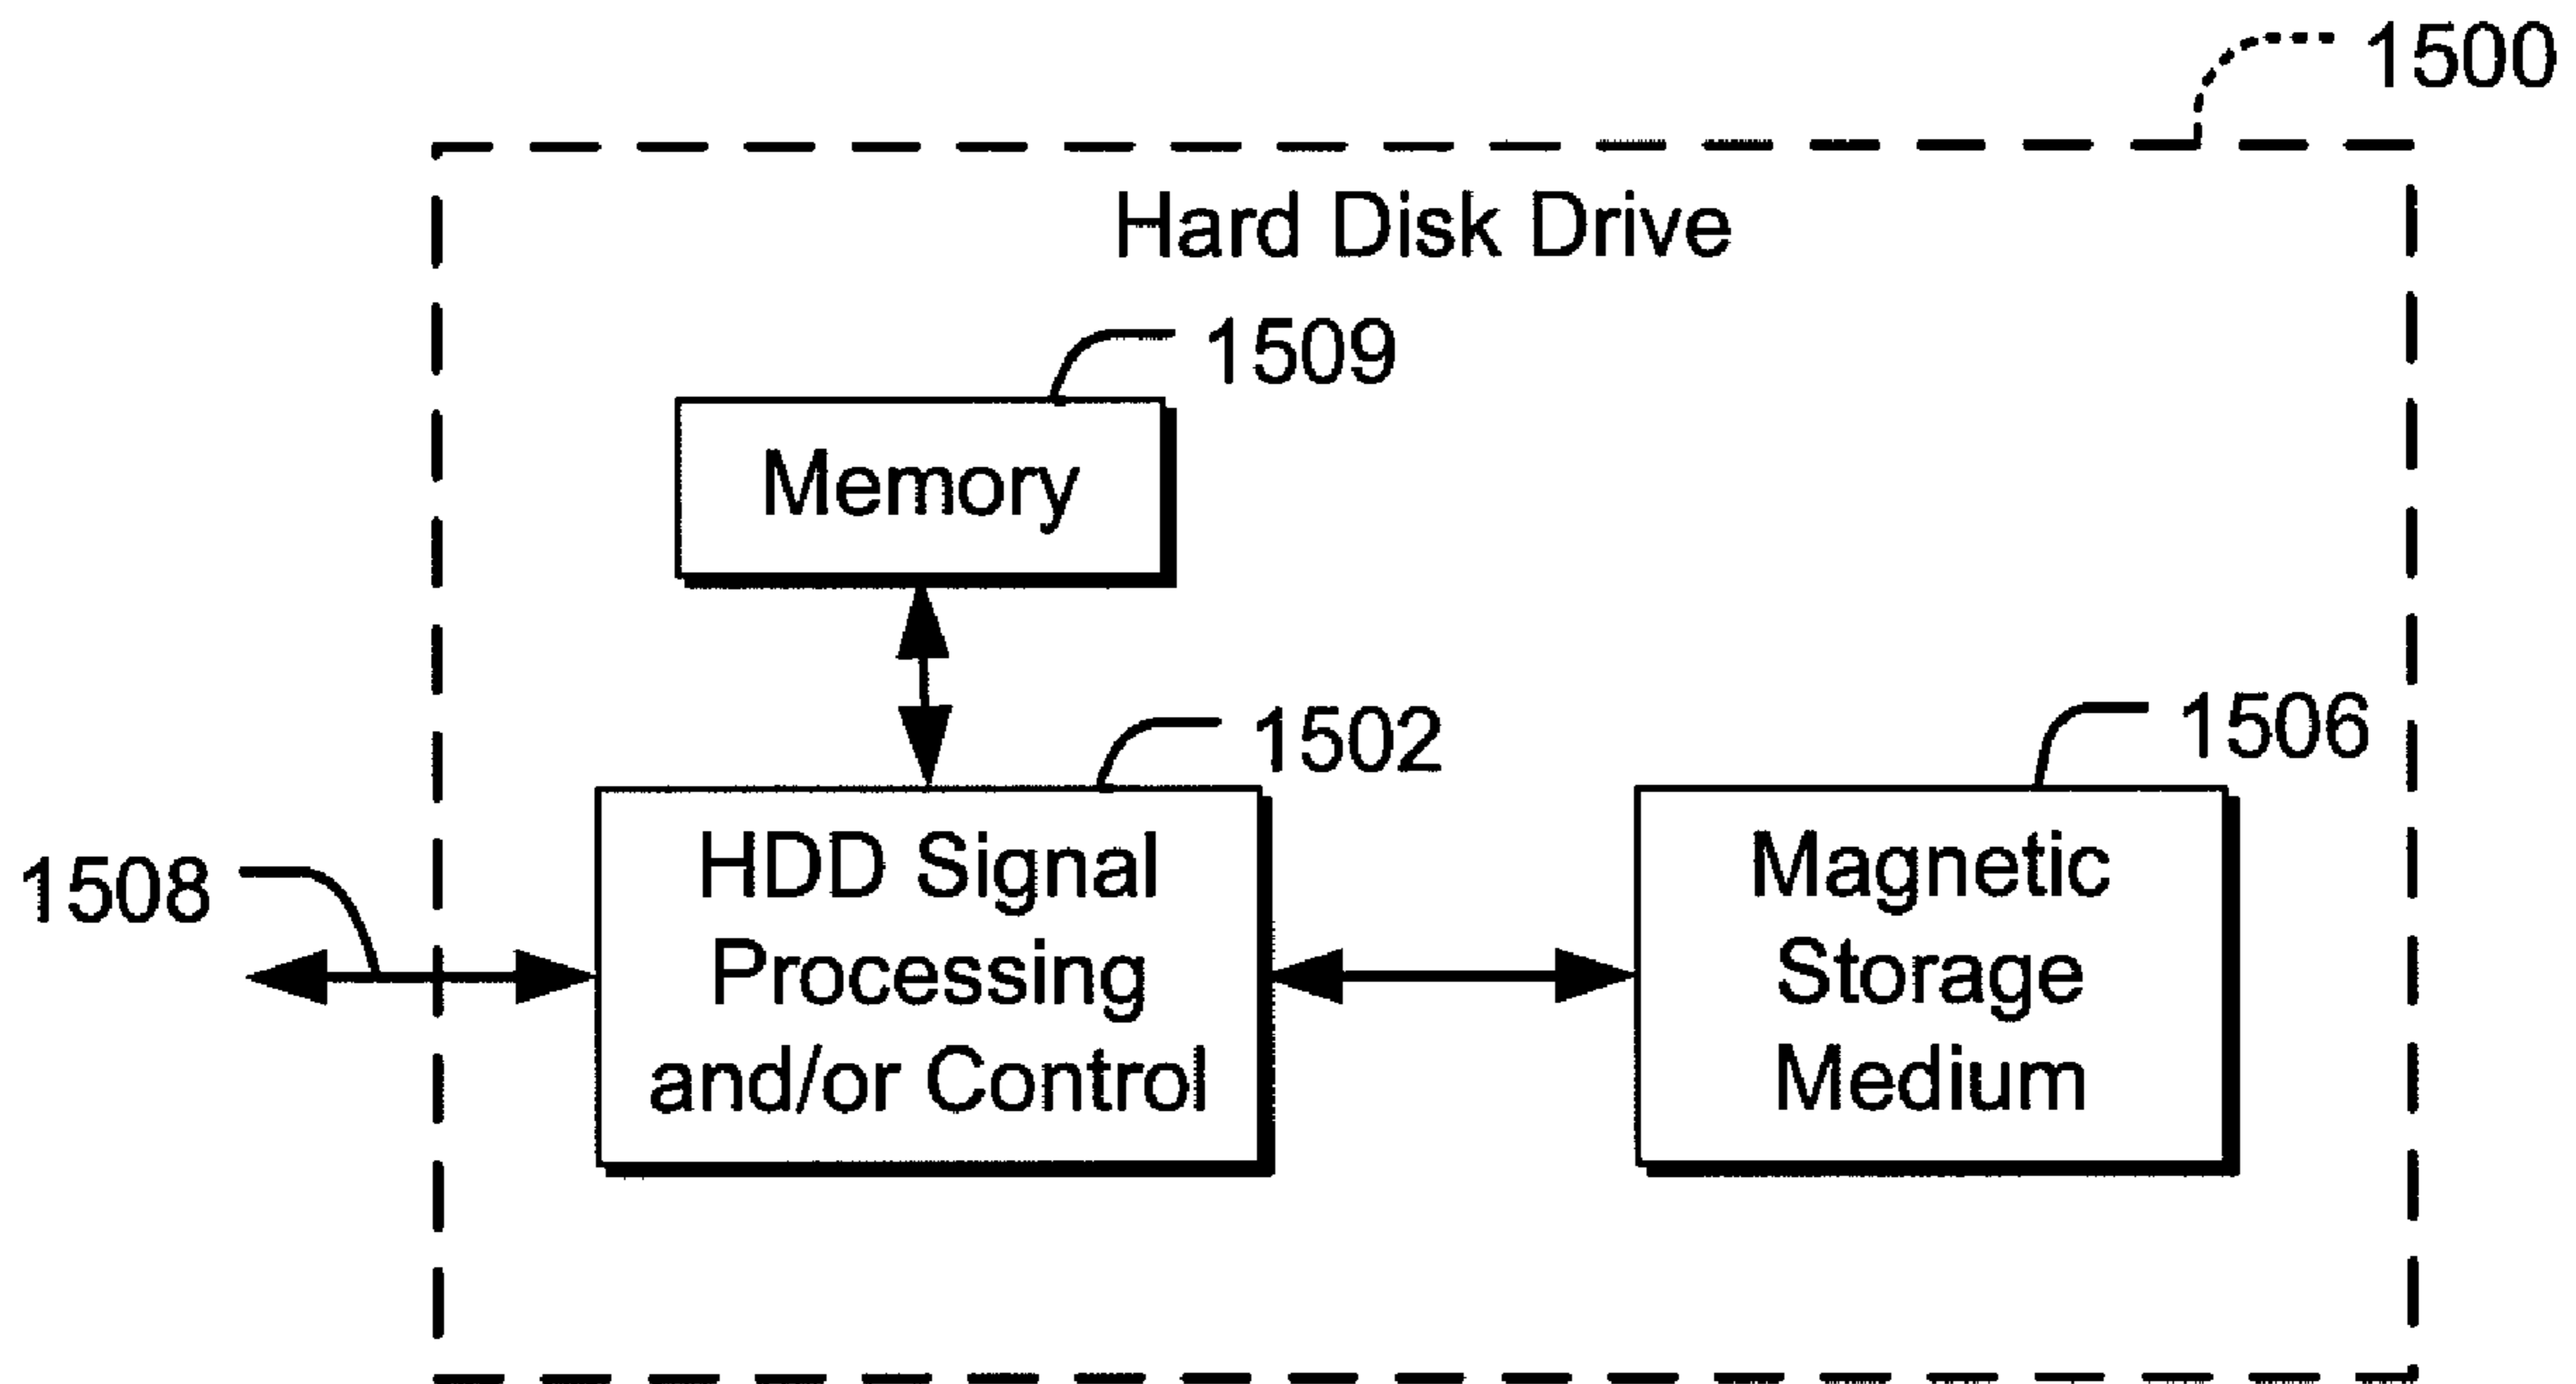 1500
Hard Disk Drive
1509
Memory
1502
1506
HDD Signal
Processing
and/or Control
Magnetic
Storage
Medium
1508